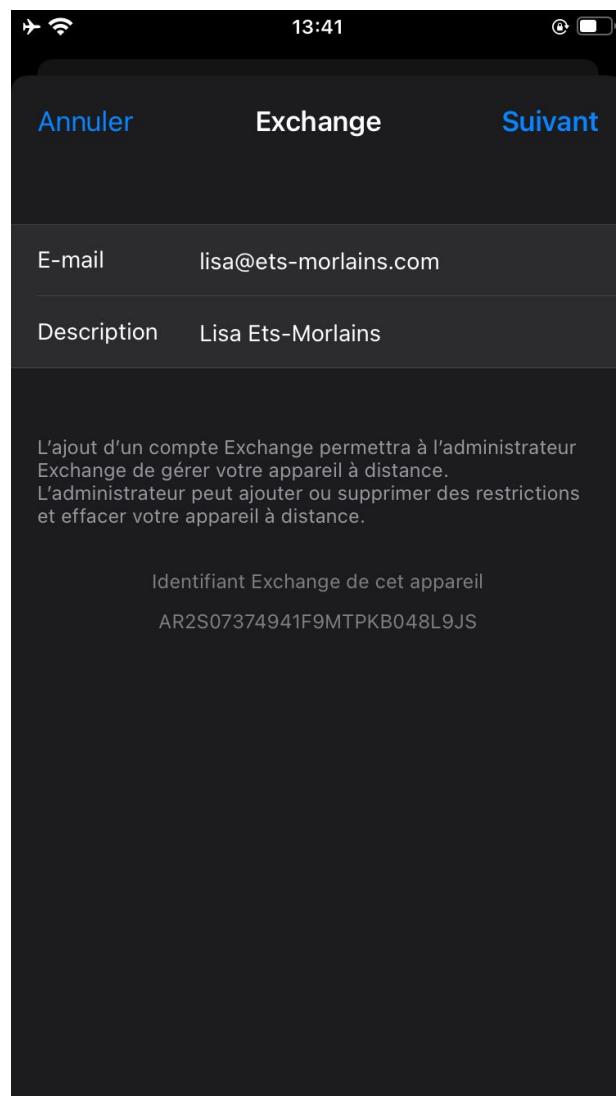 13:41
Annuler Exchange Suivant
E-mail lisa@ets-morlains.com
Description Lisa Ets-Morlains
L'ajout d'un compte Exchange permettra à l'administrateur
Exchange de gérer votre appareil à distance.
L'administrateur peut ajouter ou supprimer des restrictions
et effacer votre appareil à distance.
Identifiant Exchange de cet appareil
AR2S07374941F9MTPKB048L9JS